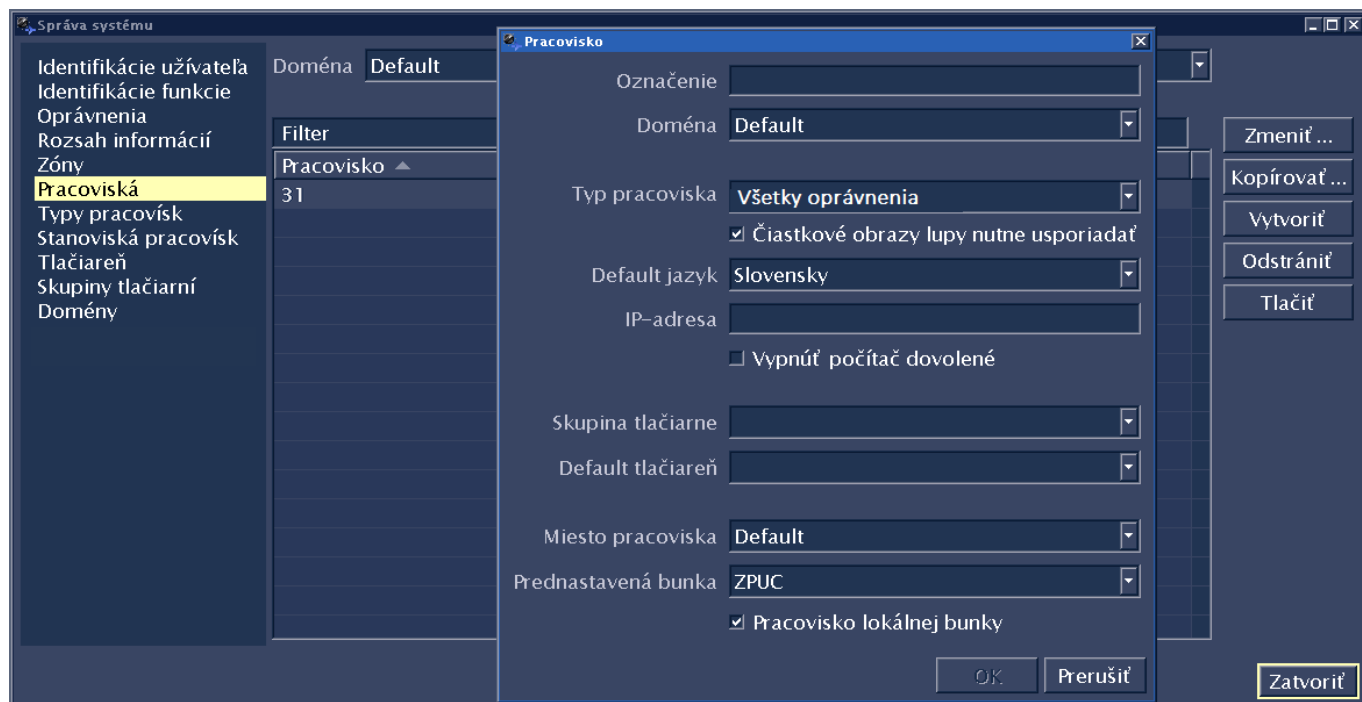 Správa systému
Identifikácie užívateľa
Identifikácie funkcie
Oprávnenia
Rozsah informácií
Zóny
Pracoviská
Typy pracovísk
Stanoviská pracovísk
Tlačiareň
Skupiny tlačiarní
Domény
Doména Default
Filter
Pracovisko
31
Pracovisko
Označenie
Doména Default
Typ pracoviska Všetky oprávnenia
Čiastkové obrazy lupy nutne usporiadať
Default jazyk Slovensky
IP-adresa
Vypnúť počítač dovolené
Skupina tlačiarne
Default tlačiareň
Miesto pracoviska Default
Prednastavená bunka ZPUC
Pracovisko lokálnej bunky
OK Prerušiť
Zmeniť ...
Kopírovať ...
Vytvoriť
Odstrániť
Tlačiť
Zatvoriť